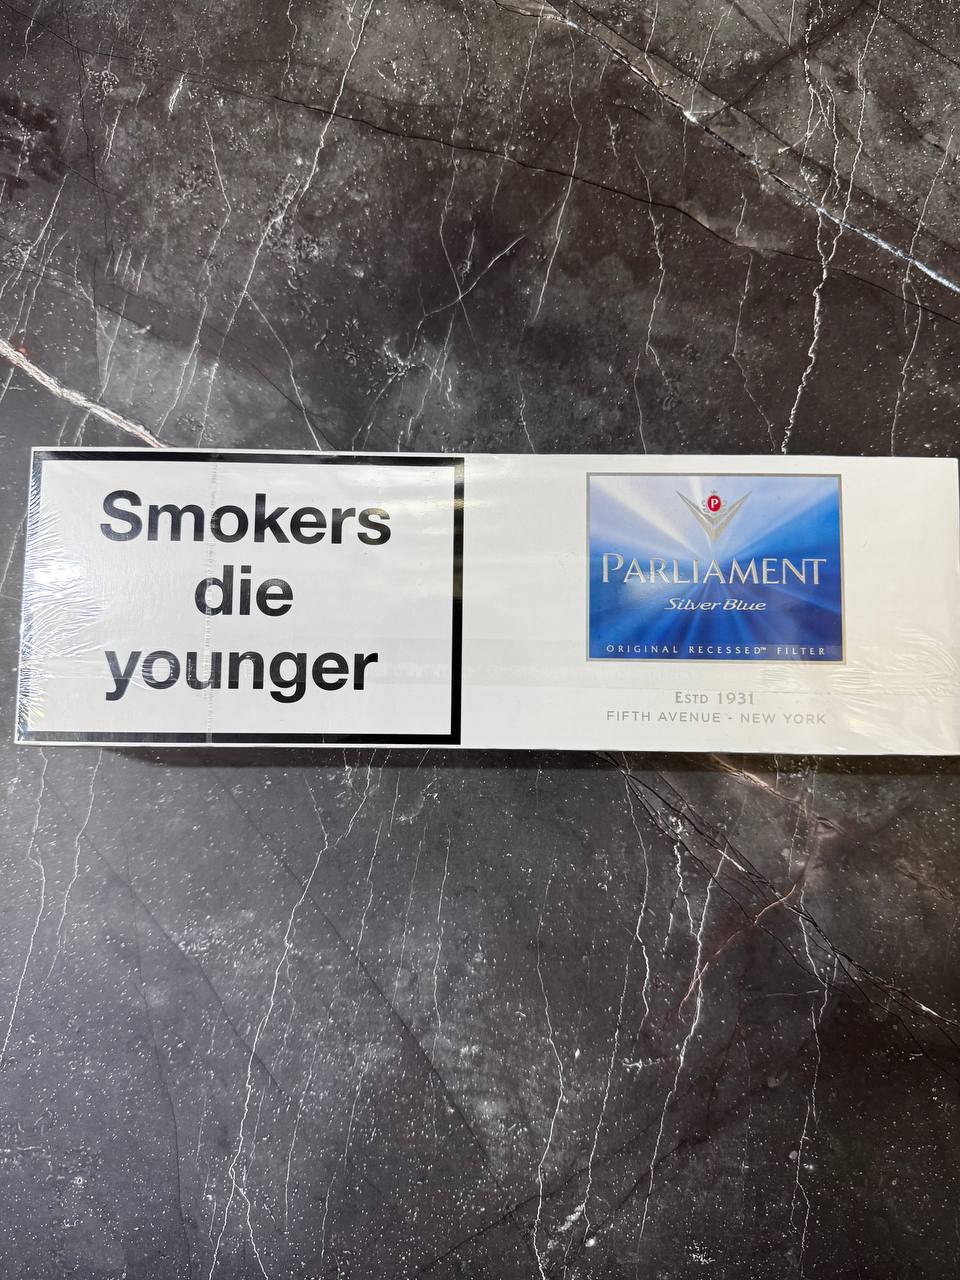 Smokers
die
younger
P
PARLIAMENT
Silver Blue
ORIGINAL RECESSED™ FILTER
ESTD 1931
FIFTH AVENUE - NEW YORK